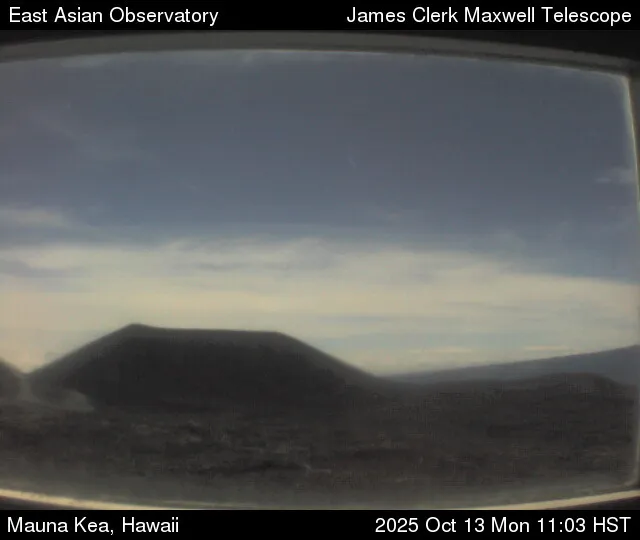 East Asian Observatory
James Clerk Maxwell Telescope
Mauna Kea, Hawaii
2025 Oct 13 Mon 11:03 HST